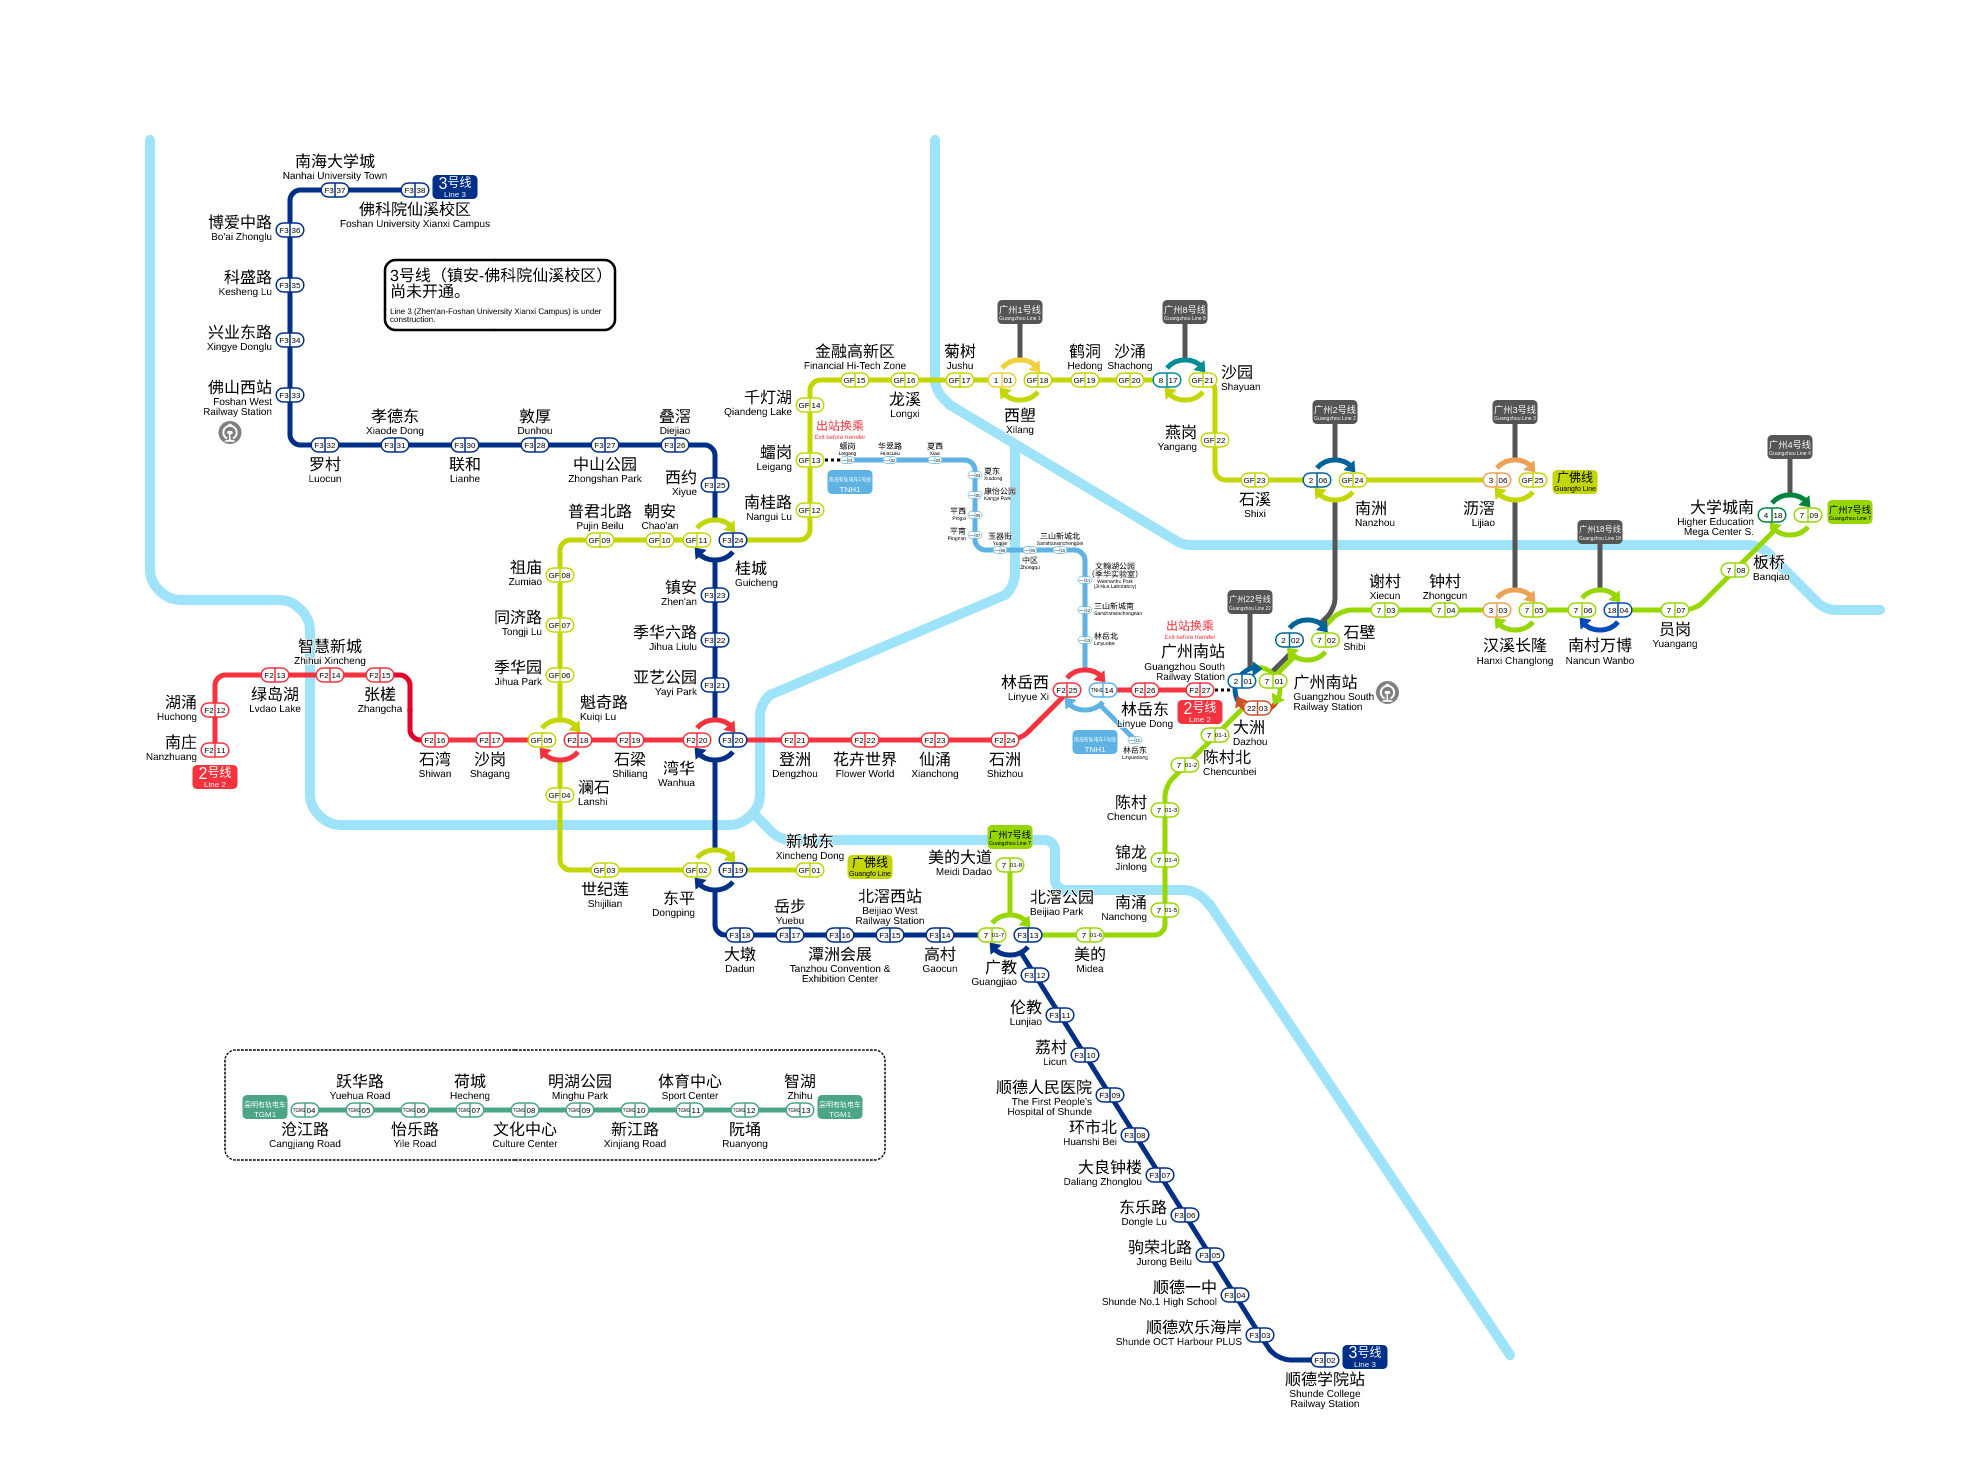 南海大学城
Nanhai University Town
F3 37
F3 38
3号线
Line 3
佛科院仙溪校区
Foshan University Xianxi Campus
博爱中路
Bo'ai Zhonglu
F3 36
科盛路
Kesheng Lu
F3 35
兴业东路
Xingye Donglu
F3 34
佛山西站
Foshan West
Railway Station
F3 33
3号线（镇安-佛科院仙溪校区）
尚未开通。
Line 3 (Zhen'an-Foshan University Xianxi Campus) is under
construction.
F3 32
罗村
Luocun
孝德东
Xiaode Dong
F3 31
F3 30
联和
Lianhe
敦厚
Dunhou
F3 28
F3 27
中山公园
Zhongshan Park
叠滘
Diejiao
F3 26
西约
Xiyue
F3 25
普君北路
Pujin Beilu
GF 09
朝安
Chao'an
GF 10
GF 11
F3 24
桂城
Guicheng
祖庙
Zumiao
GF 08
同济路
Tongji Lu
GF 07
季华园
Jihua Park
GF 06
魁奇路
Kuiqi Lu
GF 05
F2 18
镇安
Zhen'an
F3 23
季华六路
Jihua Liulu
F3 22
亚艺公园
Yayi Park
F3 21
金融高新区
Financial Hi-Tech Zone
GF 15
GF 16
龙溪
Longxi
菊树
Jushu
GF 17
1 01
GF 18
西塱
Xilang
广州1号线
Guangzhou Line 1
鹤洞
Hedong
GF 19
沙涌
Shachong
GF 20
8 17
GF 21
沙园
Shayuan
广州8号线
Guangzhou Line 8
千灯湖
Qiandeng Lake
GF 14
出站换乘
Exit before transfer
𧒽岗
Leigang
GF 13
南桂路
Nangui Lu
GF 12
TNH1
夏东
Xiadong
康怡公园
Kangyi Park
平西
Pingxi
平南
Pingnan
华翠路
Huacuilu
夏西
Xiaxi
玉器街
Yuqijie
中区
Zhongqu
三山新城北
Sanshanxinchengbei
文翰湖公园
(季华实验室)
Wenhanhu Park
(Ji Hua Laboratory)
三山新城南
Sanshanxinchengnan
林岳北
Linyuebei
燕岗
Yangang
GF 22
GF 23
石溪
Shixi
2 06
GF 24
南洲
Nanzhou
广州2号线
Guangzhou Line 2
3 06
GF 25
沥滘
Lijiao
广州3号线
Guangzhou Line 3
广佛线
Guangfo Line
广州4号线
Guangzhou Line 4
大学城南
Higher Education
Mega Center S.
4 18
7 09
广州7号线
Guangzhou Line 7
板桥
Banqiao
7 08
广州18号线
Guangzhou Line 18
员岗
Yuangang
7 07
7 06
18 04
南村万博
Nancun Wanbo
3 03
7 05
汉溪长隆
Hanxi Changlong
钟村
Zhongcun
7 04
谢村
Xiecun
7 03
2 02
7 02
石壁
Shibi
广州22号线
Guangzhou Line 22
出站换乘
Exit before transfer
广州南站
Guangzhou South
Railway Station
F2 27
2号线
Line 2
2 01
7 01
22 03
广州南站
Guangzhou South
Railway Station
林岳西
Linyue Xi
F2 25
TNH1 14
F2 26
林岳东
Linyue Dong
TNH1
林岳东
Linyuedong
大洲
Dazhou
7 01-1
陈村北
Chencunbei
7 01-2
陈村
Chencun
7 01-3
锦龙
Jinlong
7 01-4
南涌
Nanchong
7 01-5
7 01-6
美的
Midea
智慧新城
Zhihui Xincheng
F2 13
绿岛湖
Lvdao Lake
F2 14
F2 15
张槎
Zhangcha
湖涌
Huchong
F2 12
南庄
Nanzhuang
F2 11
2号线
Line 2
F2 16
石湾
Shiwan
F2 17
沙岗
Shagang
F2 19
石梁
Shiliang
F2 20
F3 20
湾华
Wanhua
F2 21
登洲
Dengzhou
F2 22
花卉世界
Flower World
F2 23
仙涌
Xianchong
F2 24
石洲
Shizhou
GF 04
澜石
Lanshi
GF 03
世纪莲
Shijilian
GF 02
F3 19
东平
Dongping
新城东
Xincheng Dong
GF 01
广佛线
Guangfo Line
F3 18
大墩
Dadun
岳步
Yuebu
F3 17
F3 16
潭洲会展
Tanzhou Convention &
Exhibition Center
北滘西站
Beijiao West
Railway Station
F3 15
F3 14
高村
Gaocun
广州7号线
Guangzhou Line 7
美的大道
Meidi Dadao
7 01-8
北滘公园
Beijiao Park
7 01-7
F3 13
广教
Guangjiao
F3 12
伦教
Lunjiao
F3 11
荔村
Licun
F3 10
顺德人民医院
The First People's
Hospital of Shunde
F3 09
环市北
Huanshi Bei
F3 08
大良钟楼
Daliang Zhonglou
F3 07
东乐路
Dongle Lu
F3 06
驹荣北路
Jurong Beilu
F3 05
顺德一中
Shunde No.1 High School
F3 04
顺德欢乐海岸
Shunde OCT Harbour PLUS
F3 03
F3 02
3号线
Line 3
顺德学院站
Shunde College
Railway Station
高明有轨电车
TGM1
TGM1 04
沧江路
Cangjiang Road
跃华路
Yuehua Road
TGM1 05
TGM1 06
怡乐路
Yile Road
荷城
Hecheng
TGM1 07
TGM1 08
文化中心
Culture Center
明湖公园
Minghu Park
TGM1 09
TGM1 10
新江路
Xinjiang Road
体育中心
Sport Center
TGM1 11
TGM1 12
阮埇
Ruanyong
智湖
Zhihu
TGM1 13
高明有轨电车
TGM1